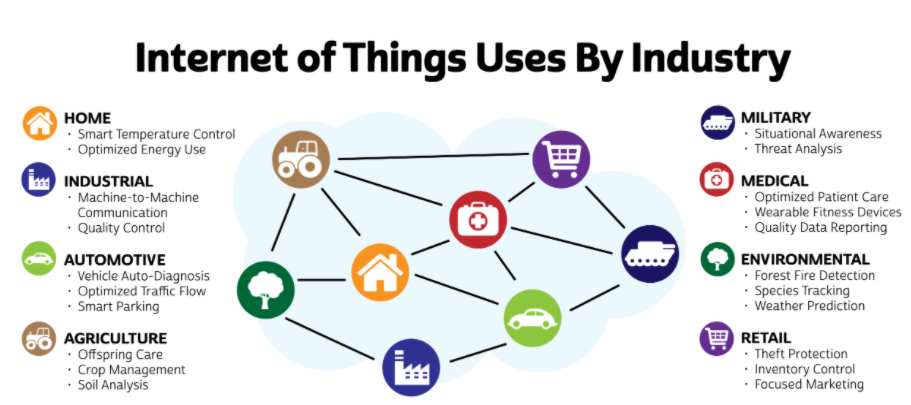 Internet of Things Uses By Industry
HOME
· Smart Temperature Control
· Optimized Energy Use
INDUSTRIAL
· Machine-to-Machine
Communication
· Quality Control
AUTOMOTIVE
· Vehicle Auto-Diagnosis
· Optimized Traffic Flow
· Smart Parking
AGRICULTURE
· Offspring Care
· Crop Management
· Soil Analysis
MILITARY
· Situational Awareness
· Threat Analysis
MEDICAL
· Optimized Patient Care
· Wearable Fitness Devices
· Quality Data Reporting
ENVIRONMENTAL
· Forest Fire Detection
· Species Tracking
· Weather Prediction
RETAIL
· Theft Protection
· Inventory Control
· Focused Marketing